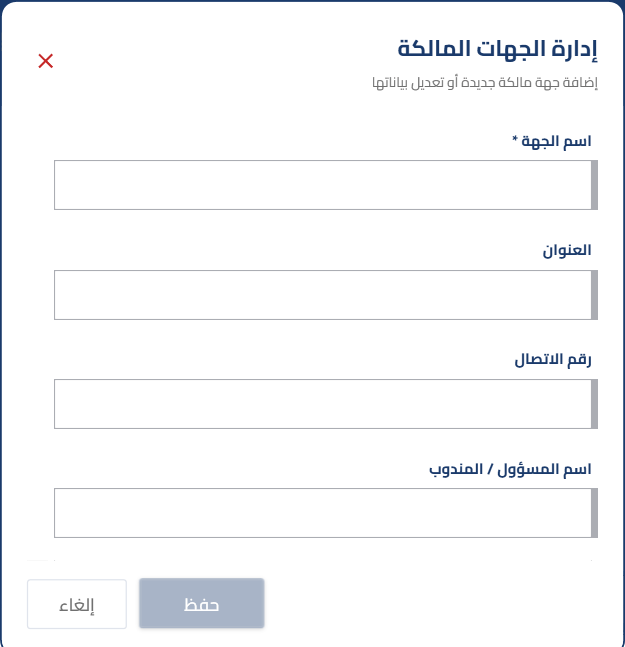 إدارة الجهات المالكة
إضافة جهة مالكة جديدة أو تعديل بياناتها
اسم الجهة *
العنوان
رقم الاتصال
اسم المسؤول / المندوب
حفظ
إلغاء